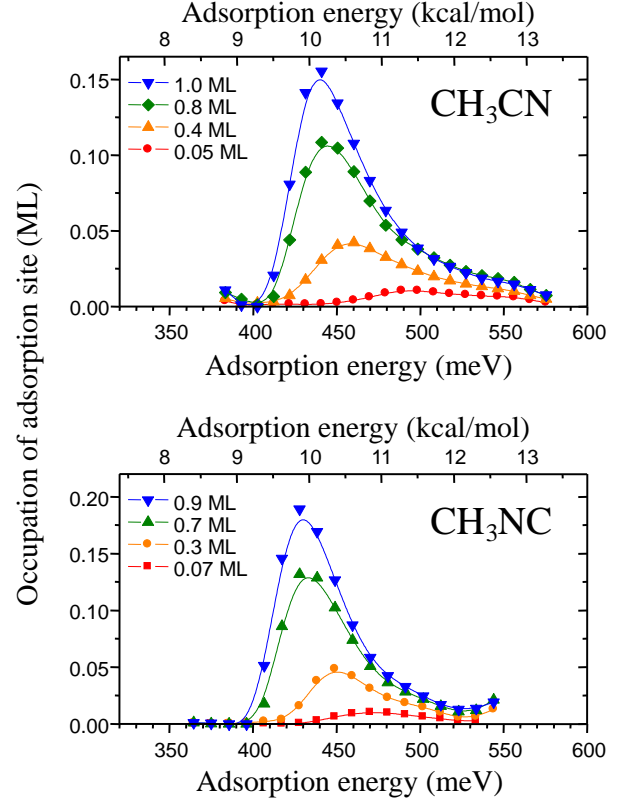 Adsorption energy (kcal/mol)
8 9 10 11 12 13
0.15
0.10
0.05
0.00
1.0 ML
0.8 ML
0.4 ML
0.05 ML
CH₃CN
350 400 450 500 550 600
Adsorption energy (meV)
Occupation of adsorption site (ML)
Adsorption energy (kcal/mol)
8 9 10 11 12 13
0.20
0.15
0.10
0.05
0.00
0.9 ML
0.7 ML
0.3 ML
0.07 ML
CH₃NC
350 400 450 500 550 600
Adsorption energy (meV)